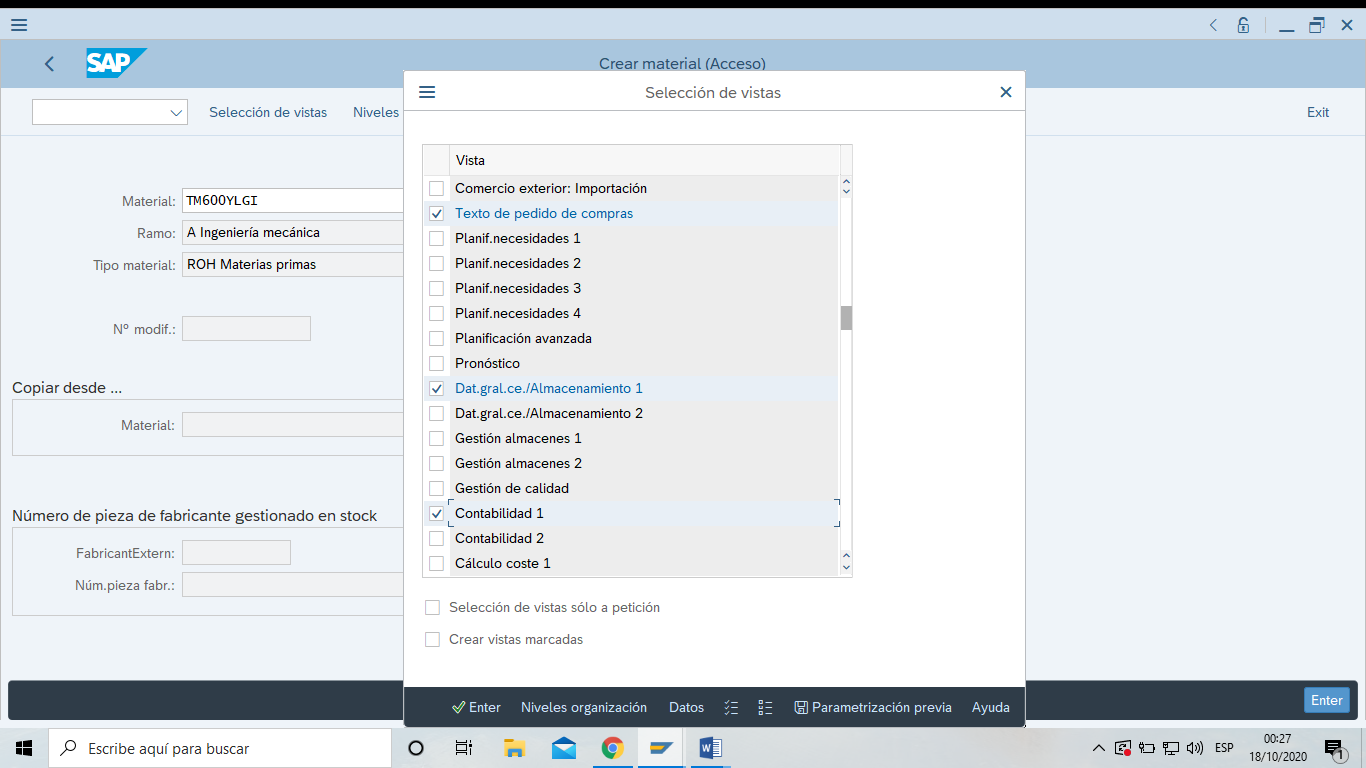 SAP
Crear material (Acceso)
Selección de vistas
Niveles
Exit
Material:
TM600YLGI
Ramo:
A Ingeniería mecánica
Tipo material:
ROH Materias primas
Nº modif.:
Copiar desde ...
Material:
Número de pieza de fabricante gestionado en stock
FabricantExtern:
Núm.pieza fabr.:
Selección de vistas
Vista
Comercio exterior: Importación
Texto de pedido de compras
Planif.necesidades 1
Planif.necesidades 2
Planif.necesidades 3
Planif.necesidades 4
Planificación avanzada
Pronóstico
Dat.gral.ce./Almacenamiento 1
Dat.gral.ce./Almacenamiento 2
Gestión almacenes 1
Gestión almacenes 2
Gestión de calidad
Contabilidad 1
Contabilidad 2
Cálculo coste 1
Selección de vistas sólo a petición
Crear vistas marcadas
Enter
Niveles organización
Datos
Parametrización previa
Ayuda
Enter
Escribe aquí para buscar
ESP
00:27
18/10/2020
1